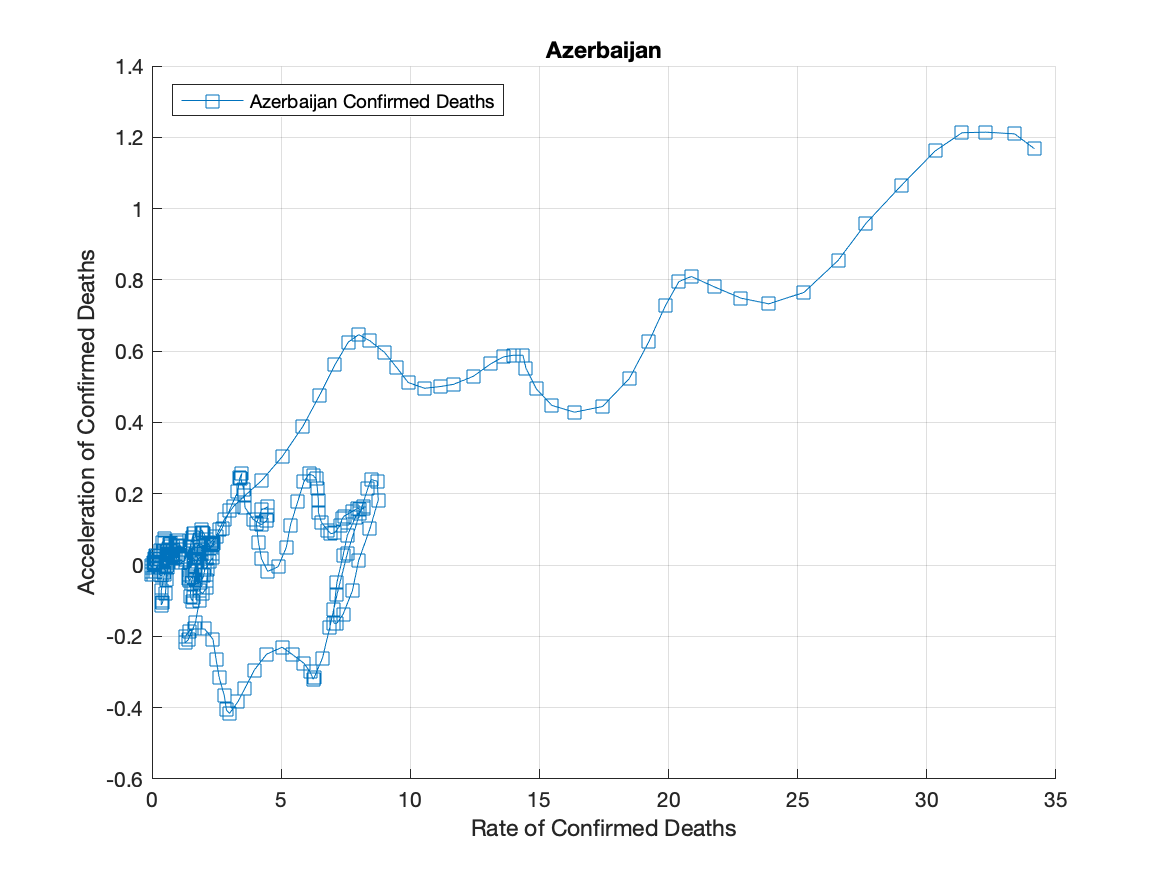 Azerbaijan
Azerbaijan Confirmed Deaths
Acceleration of Confirmed Deaths
1.4
1.2
1
0.8
0.6
0.4
0.2
0
-0.2
-0.4
-0.6
0 5 10 15 20 25 30 35
Rate of Confirmed Deaths